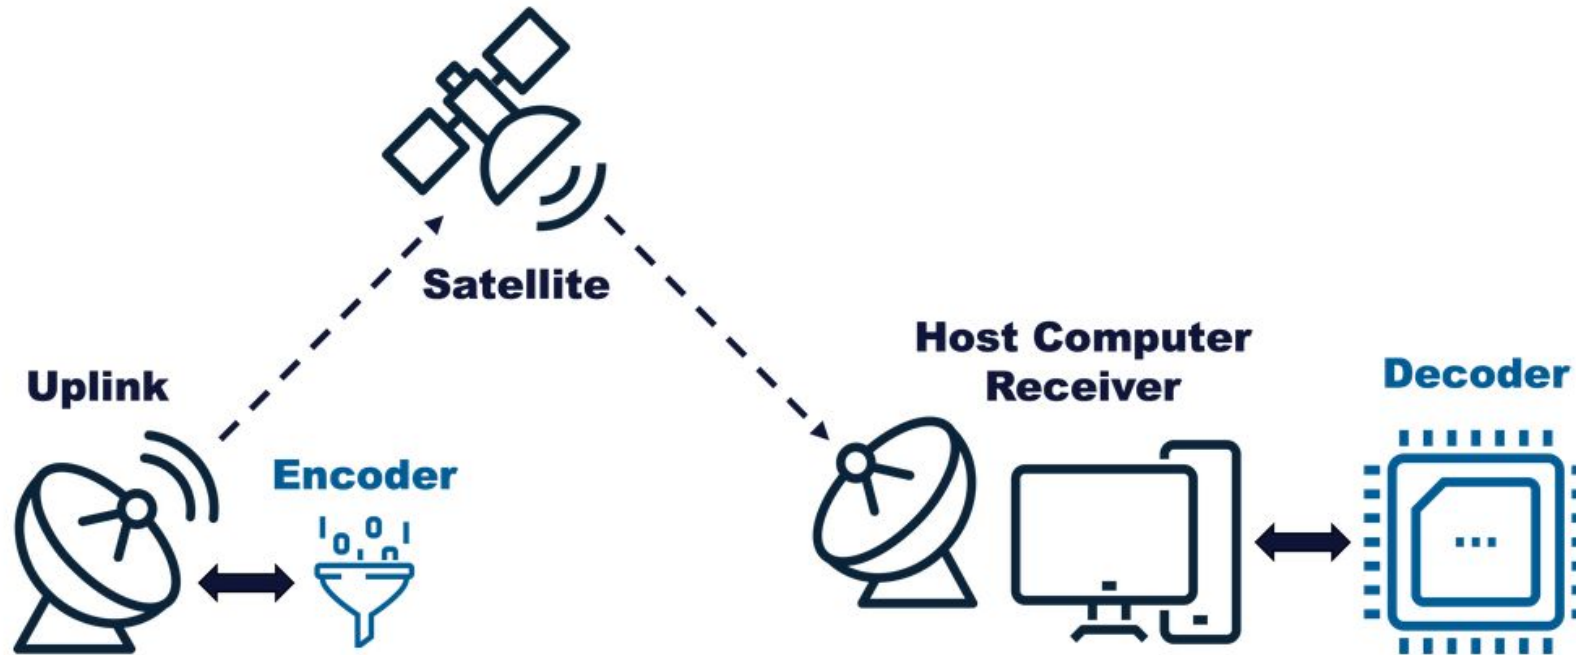 Satellite
Uplink
Encoder
Host Computer
Receiver
Decoder